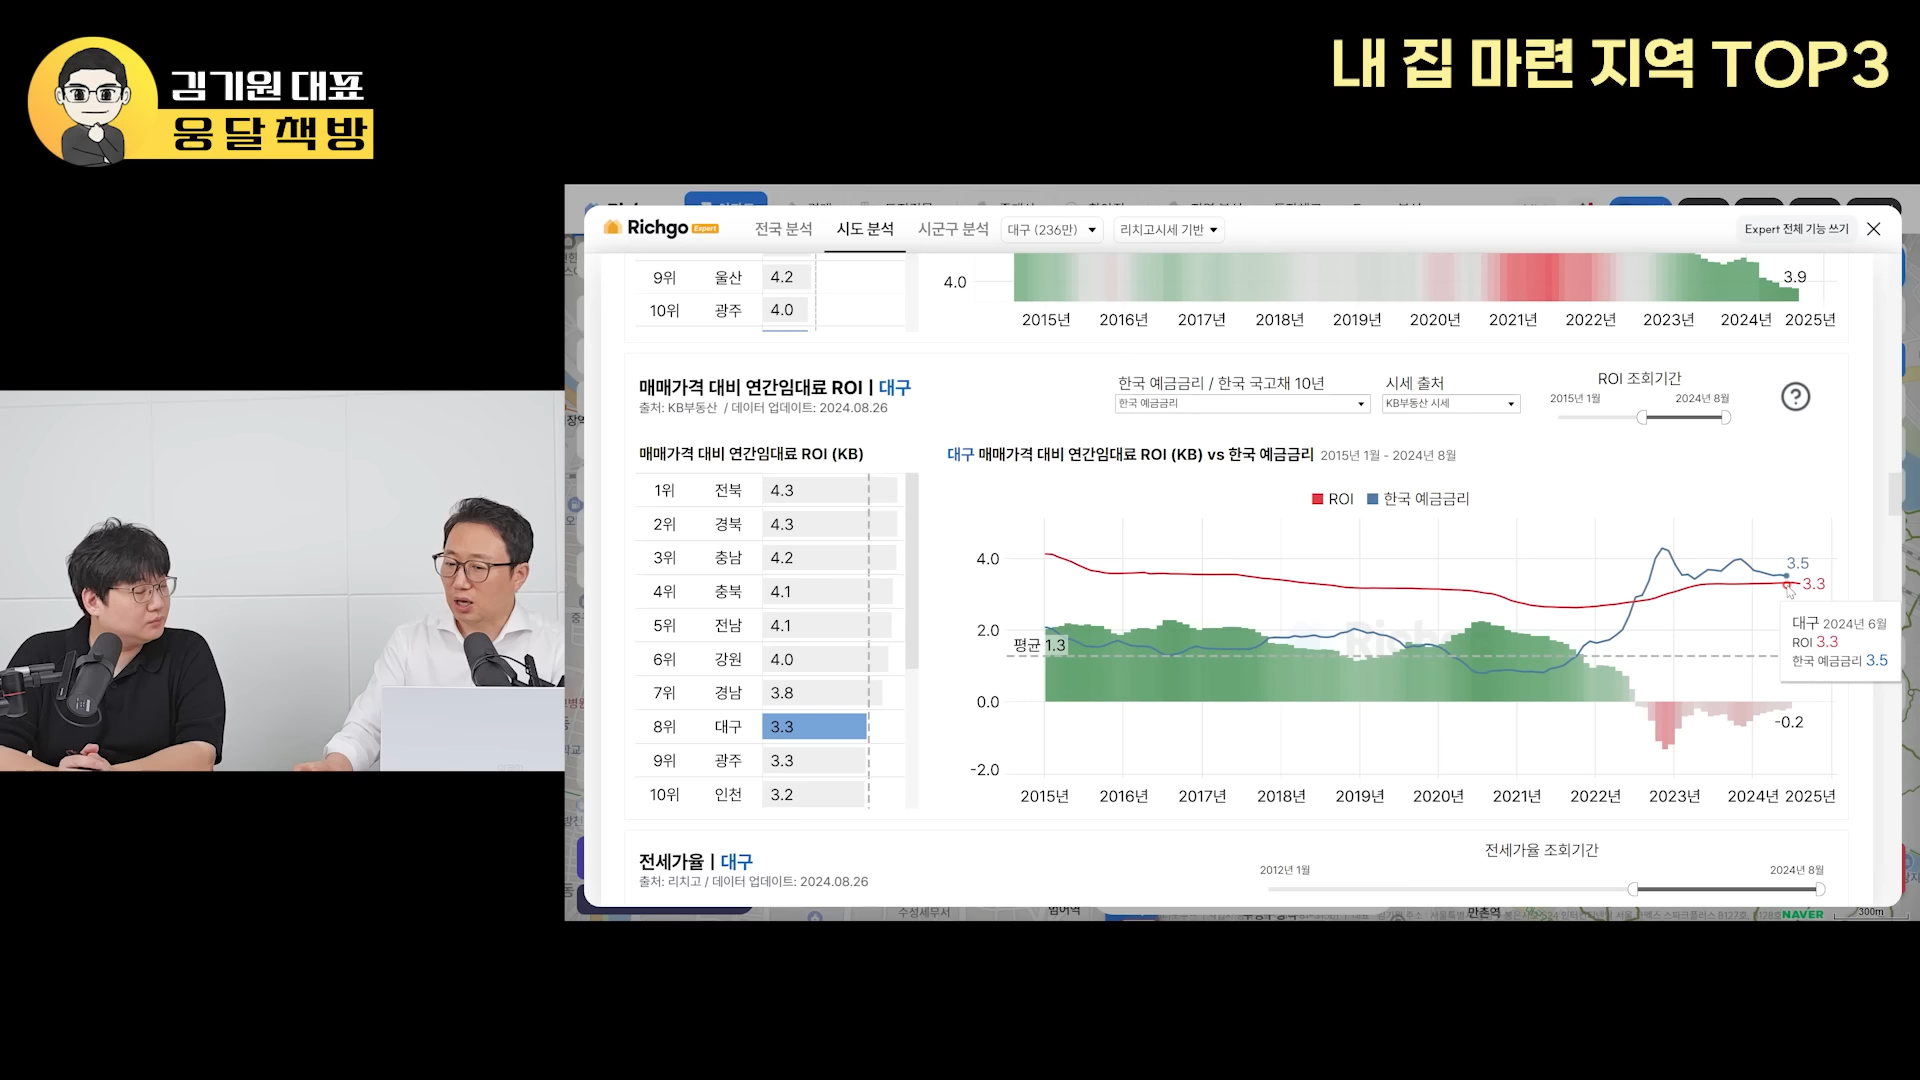 김기원 대표
웅달책방
내 집 마련 지역 TOP3
Richgo Expert
전국 분석 시도 분석 시군구 분석 대구 (236만) 리치고시세 기반
Expert 전체 기능 쓰기
9위 울산 4.2
10위 광주 4.0
4.0
3.9
2015년 2016년 2017년 2018년 2019년 2020년 2021년 2022년 2023년 2024년 2025년
매매가격 대비 연간임대료 ROI | 대구
출처: KB부동산 / 데이터 업데이트: 2024.08.26
한국 예금금리 / 한국 국고채 10년
한국 예금금리
시세 출처
KB부동산 시세
ROI 조회기간
2015년 1월 2024년 8월
?
매매가격 대비 연간임대료 ROI (KB)
1위 전북 4.3
2위 경북 4.3
3위 충남 4.2
4위 충북 4.1
5위 전남 4.1
6위 강원 4.0
7위 경남 3.8
8위 대구 3.3
9위 광주 3.3
10위 인천 3.2
대구 매매가격 대비 연간임대료 ROI (KB) vs 한국 예금금리 2015년 1월 - 2024년 8월
ROI 한국 예금금리
4.0
2.0
0.0
-2.0
평균 1.3
3.5
3.3
대구 2024년 6월
ROI 3.3
한국 예금금리 3.5
-0.2
2015년 2016년 2017년 2018년 2019년 2020년 2021년 2022년 2023년 2024년 2025년
전세가율 | 대구
출처: 리치고 / 데이터 업데이트: 2024.08.26
전세가율 조회기간
2012년 1월 2024년 8월
수성세무서
NAVER
300m